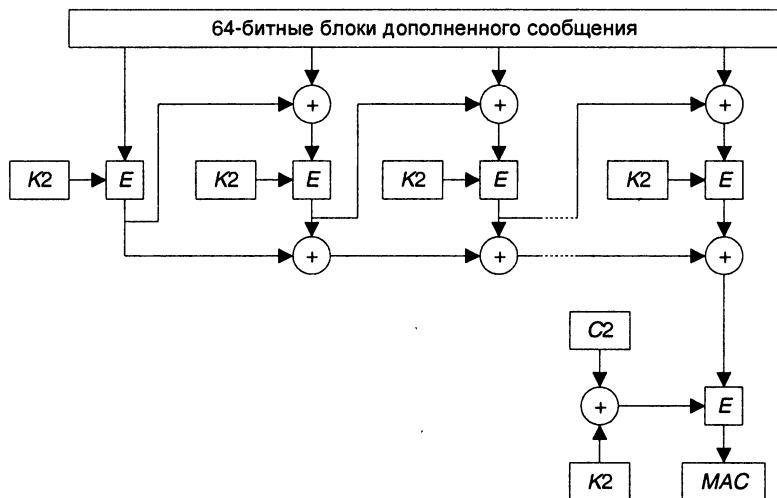 64-битные блоки дополненного сообщения
+ + +
K2 E K2 E K2 E K2 E
+ + +
C2
+ E
K2 MAC